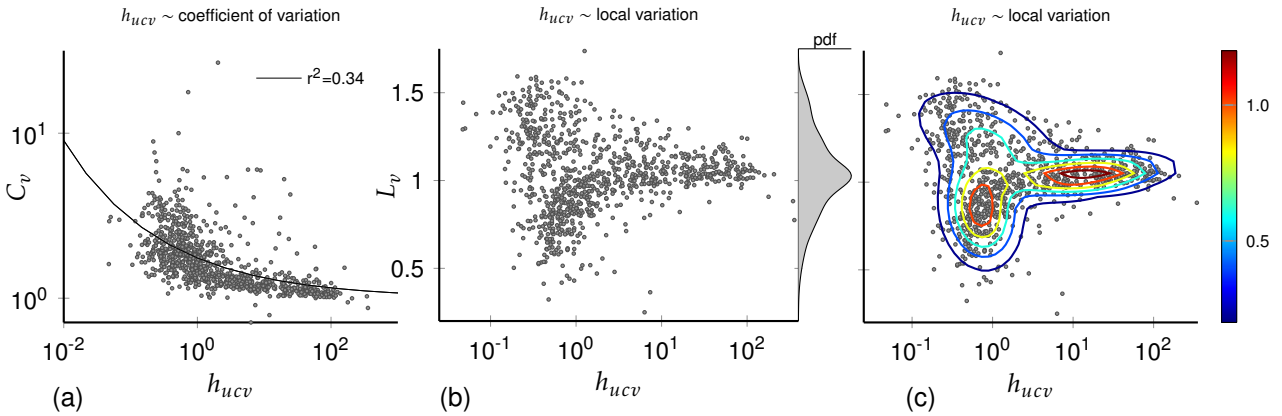 h_ucv ~ coefficient of variation
r²=0.34
C_v
10¹
10⁰
10⁻² 10⁰ 10²
h_ucv
(a)
h_ucv ~ local variation
pdf
L_v
1.5
1
0.5
10⁻¹ 10⁰ 10¹ 10²
h_ucv
(b)
h_ucv ~ local variation
10⁻¹ 10⁰ 10¹ 10²
h_ucv
(c)
1.0
0.5